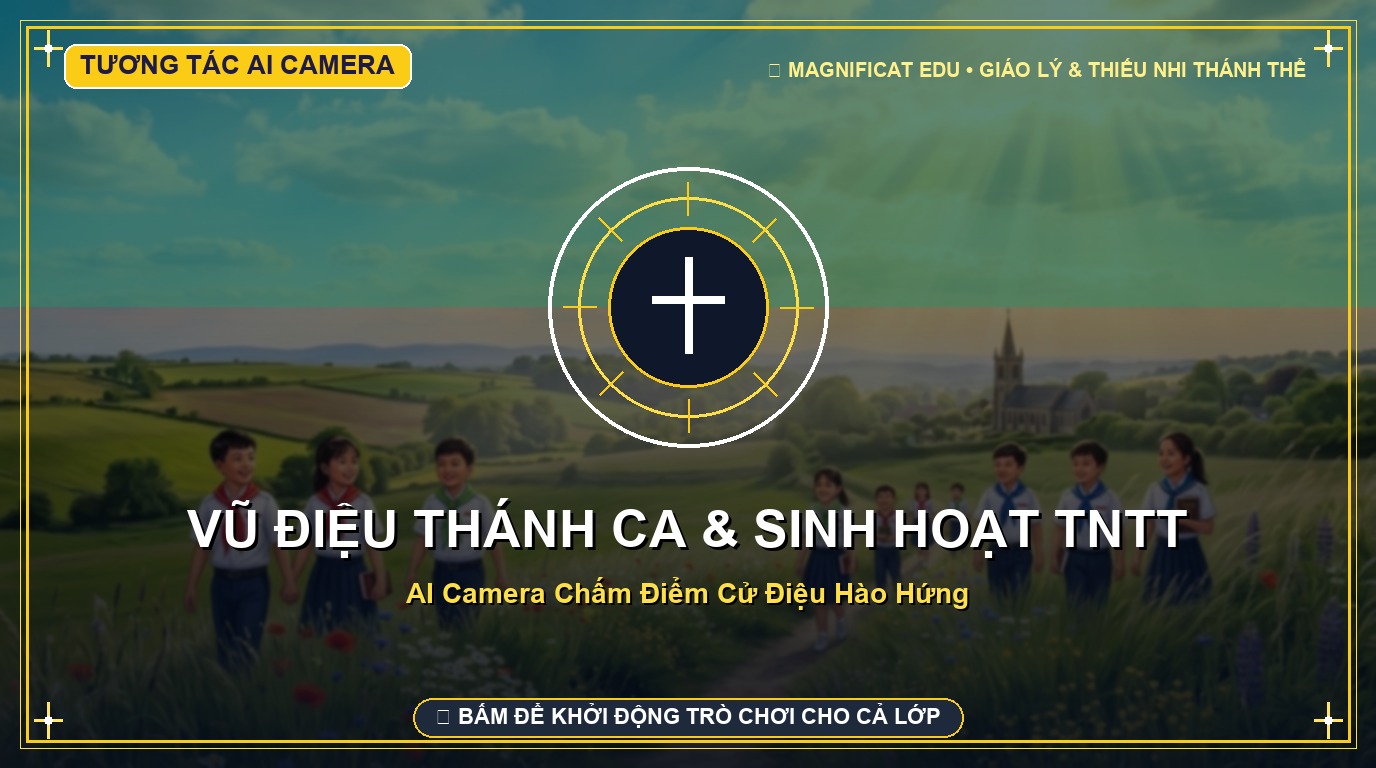 TƯƠNG TÁC AI CAMERA
MAGNIFICAT EDU • GIÁO LÝ & THIẾU NHI THÁNH THỂ
VŨ ĐIỆU THÁNH CA & SINH HOẠT TNTT
AI Camera Chấm Điểm Cử Điệu Hào Hứng
BẤM ĐỂ KHỞI ĐỘNG TRÒ CHƠI CHO CẢ LỚP